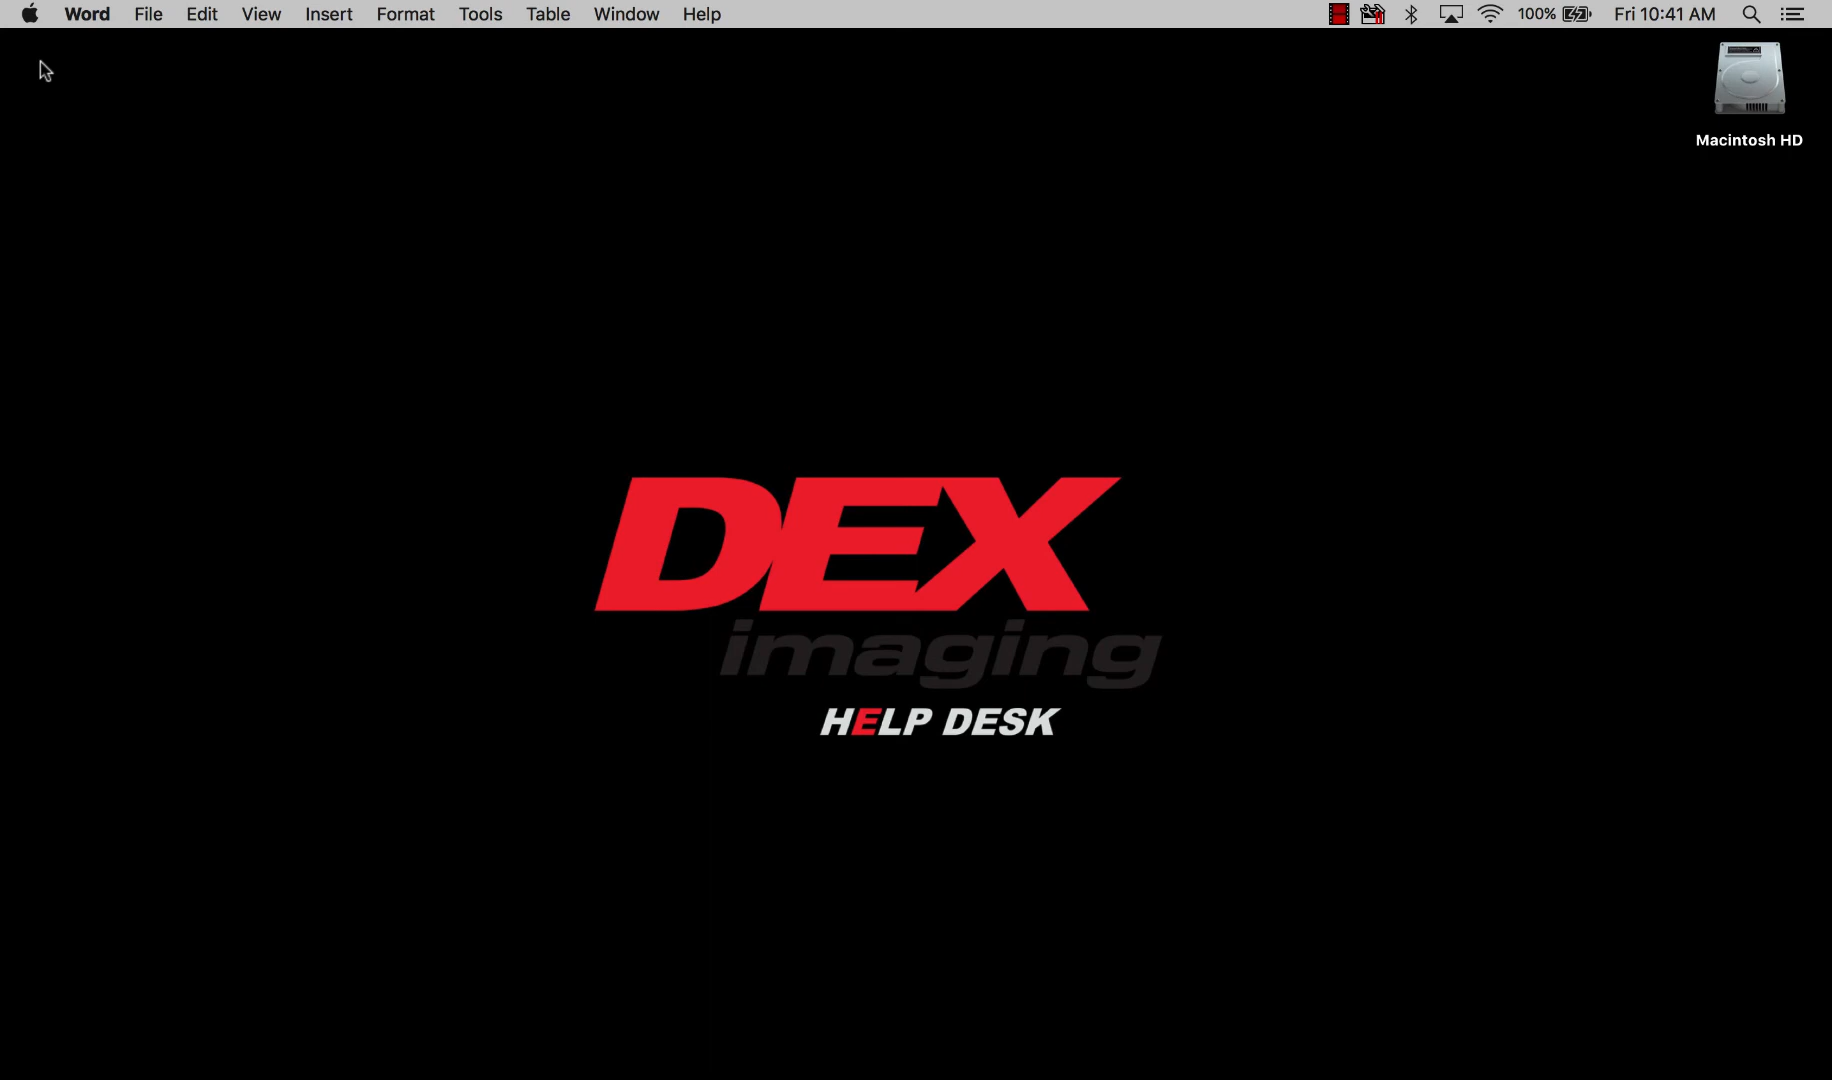 Word File Edit View Insert Format Tools Table Window Help 100% Fri 10:41 AM
Macintosh HD
DEX
imaging
HELP DESK